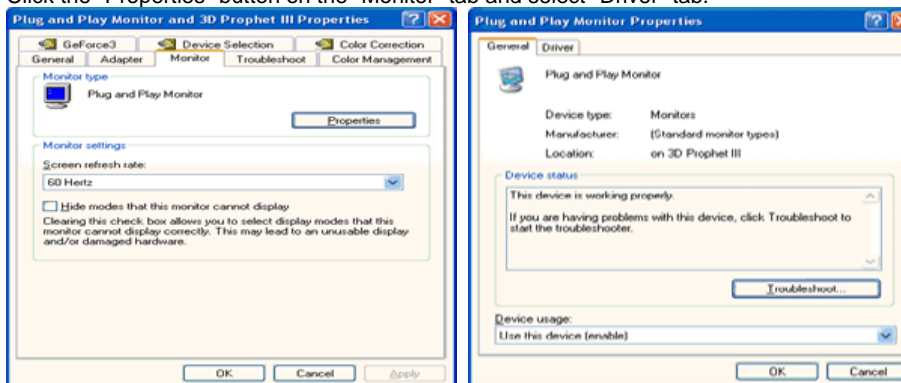 Click the "Properties" button on the "Monitor" tab and select "Driver" tab.
Plug and Play Monitor and 3D Prophet III Properties
GeForce3 Device Selection Color Correction
General Adapter Monitor Troubleshoot Color Management
Monitor type
Plug and Play Monitor
Properties
Monitor settings
Screen refresh rate:
60 Hertz
Hide modes that this monitor cannot display
Clearing this check box allows you to select display modes that this
monitor cannot display correctly. This may lead to an unusable display
and/or damaged hardware.
OK Cancel Apply
Plug and Play Monitor Properties
General Driver
Plug and Play Monitor
Device type: Monitors
Manufacturer: (Standard monitor types)
Location: on 3D Prophet III
Device status
This device is working properly.
If you are having problems with this device, click Troubleshoot to
start the troubleshooter.
Troubleshoot...
Device usage:
Use this device (enable)
OK Cancel